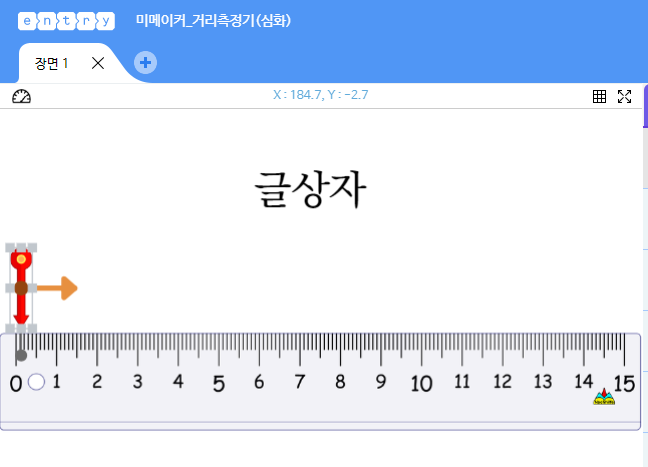 entry 미메이커_거리측정기(심화)
장면 1
X : 184.7, Y : -2.7
글상자
0 1 2 3 4 5 6 7 8 9 10 11 12 13 14 15